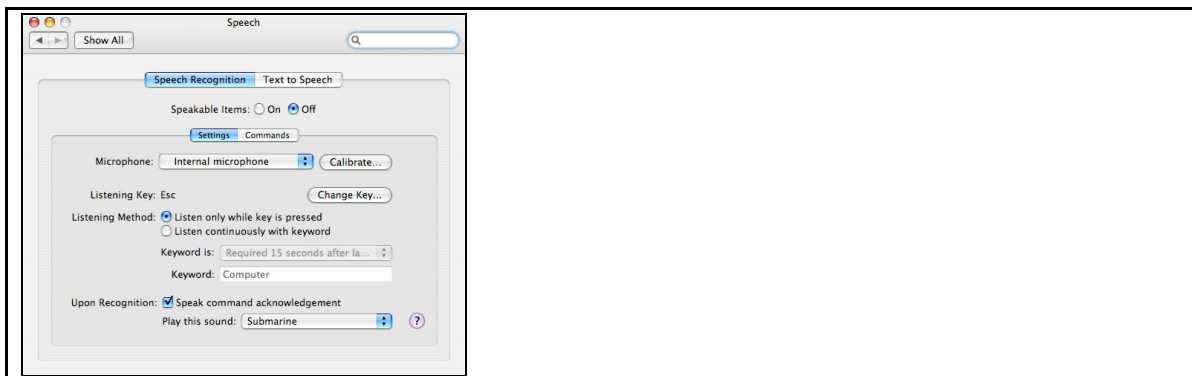 Speech
Show All
Speech Recognition Text to Speech
Speakable Items: On Off
Settings Commands
Microphone: Internal microphone Calibrate...
Listening Key: Esc Change Key...
Listening Method: Listen only while key is pressed
Listen continuously with keyword
Keyword is: Required 15 seconds after la...
Keyword: Computer
Upon Recognition: Speak command acknowledgement
Play this sound: Submarine ?